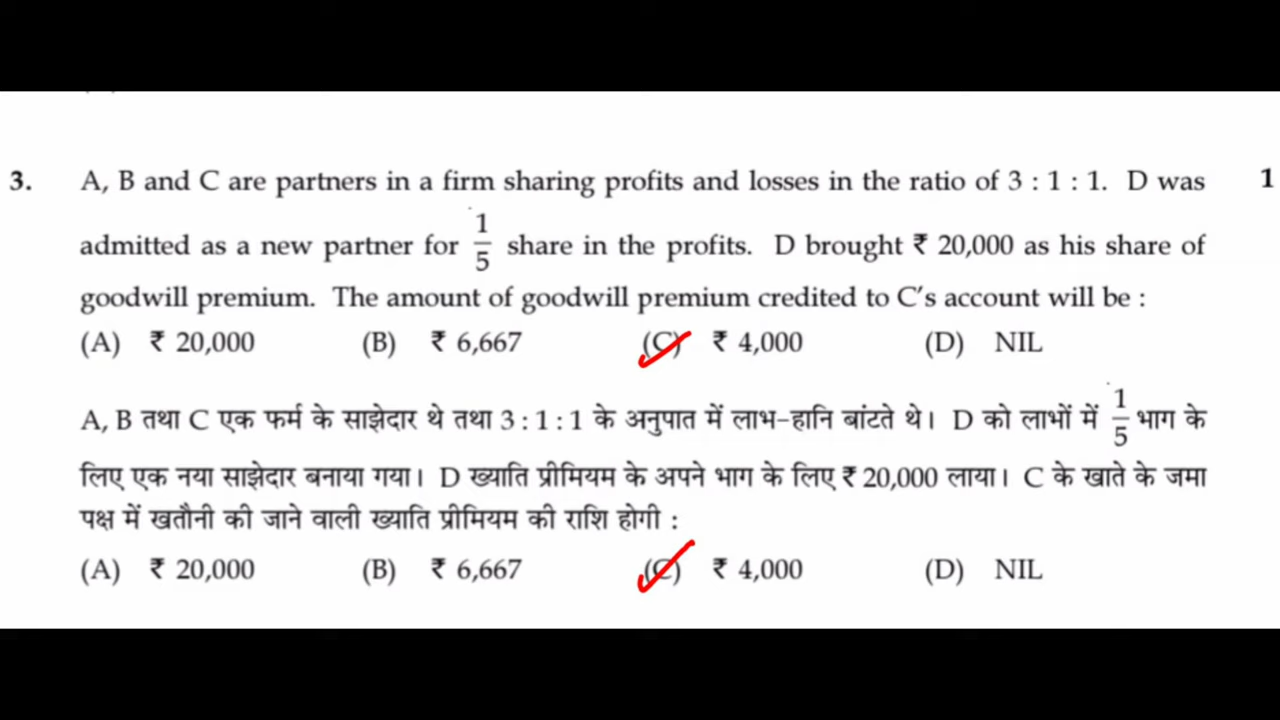 3. A, B and C are partners in a firm sharing profits and losses in the ratio of 3 : 1 : 1. D was 1
admitted as a new partner for 1/5 share in the profits. D brought ₹ 20,000 as his share of
goodwill premium. The amount of goodwill premium credited to C's account will be :
(A) ₹ 20,000 (B) ₹ 6,667 (C) ₹ 4,000 (D) NIL
A, B तथा C एक फर्म के साझेदार थे तथा 3 : 1 : 1 के अनुपात में लाभ-हानि बांटते थे। D को लाभों में 1/5 भाग के
लिए एक नया साझेदार बनाया गया। D ख्याति प्रीमियम के अपने भाग के लिए ₹ 20,000 लाया। C के खाते के जमा
पक्ष में खतौनी की जाने वाली ख्याति प्रीमियम की राशि होगी :
(A) ₹ 20,000 (B) ₹ 6,667 (C) ₹ 4,000 (D) NIL